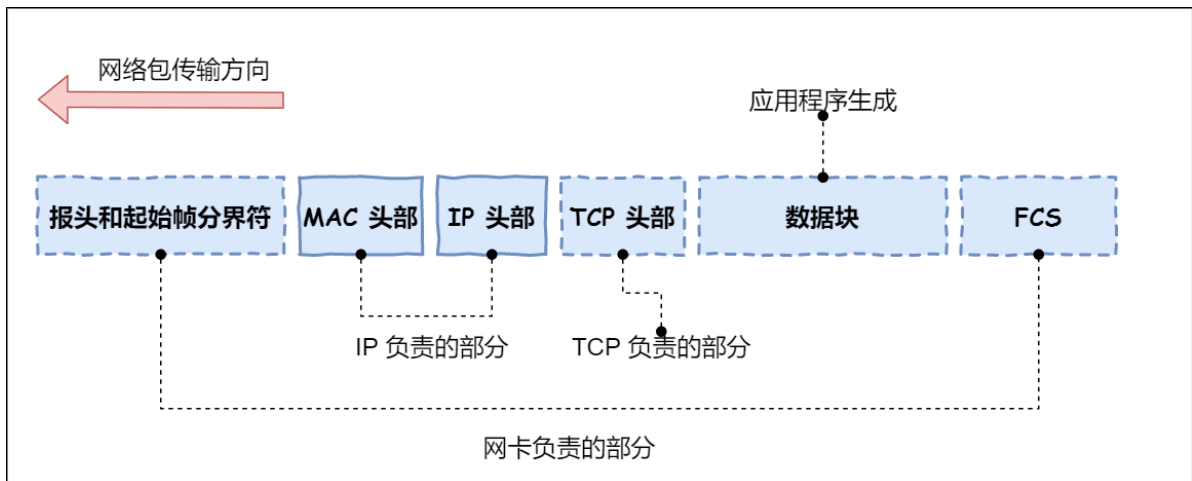 网络包传输方向
应用程序生成
报头和起始帧分界符
MAC 头部
IP 头部
TCP 头部
数据块
FCS
IP 负责的部分
TCP 负责的部分
网卡负责的部分